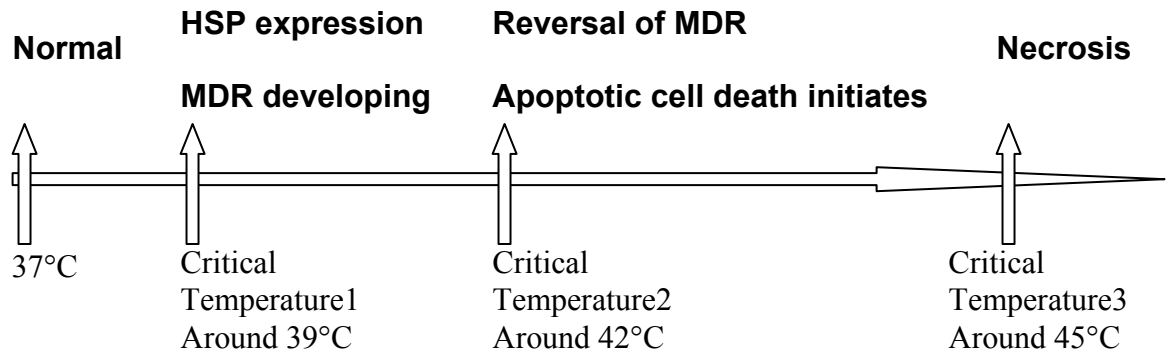 Normal
HSP expression
MDR developing
Reversal of MDR
Apoptotic cell death initiates
Necrosis
37°C
Critical
Temperature1
Around 39°C
Critical
Temperature2
Around 42°C
Critical
Temperature3
Around 45°C